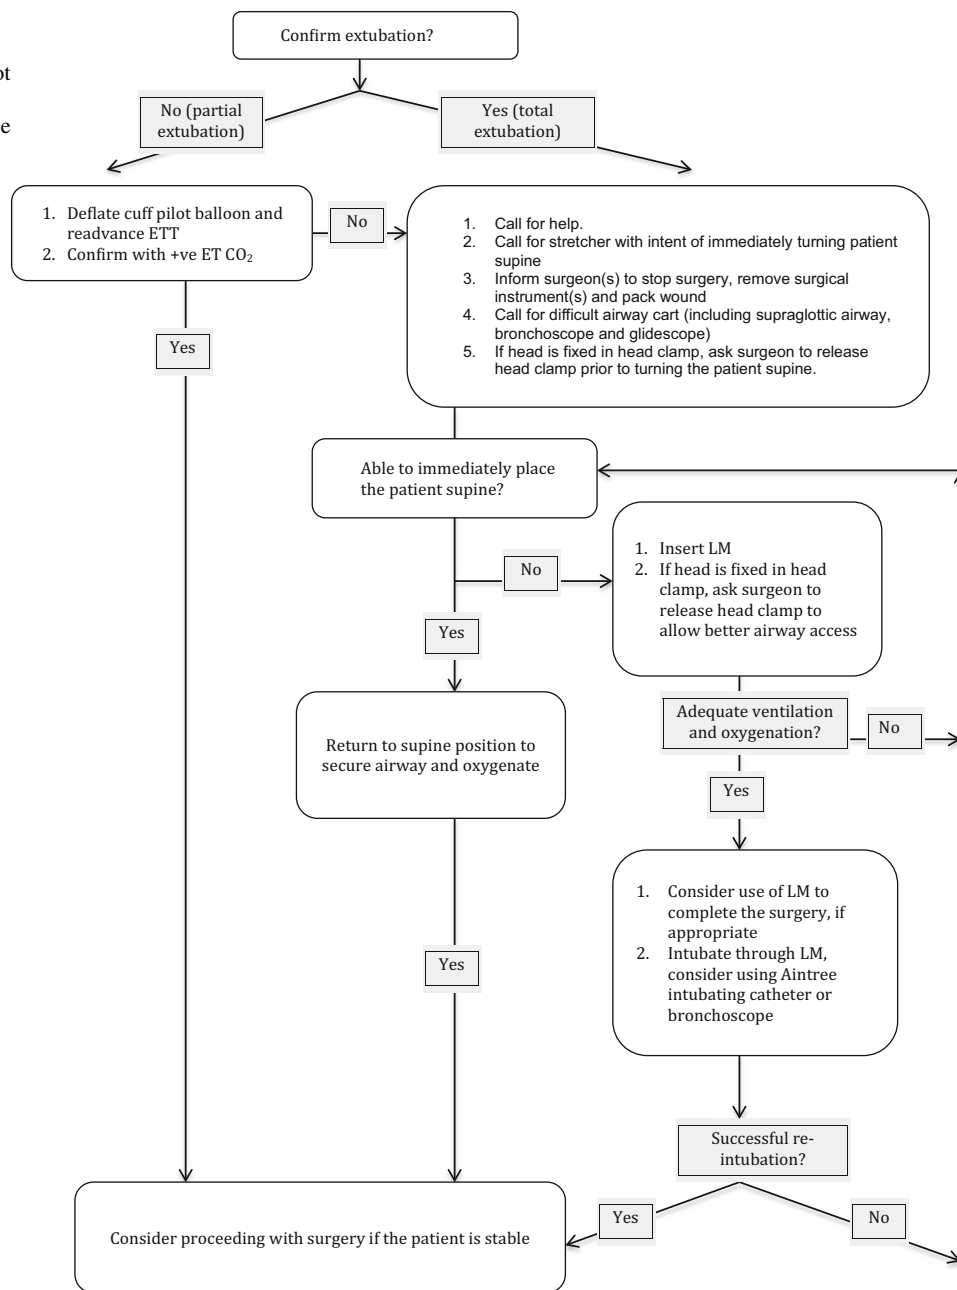 Confirm extubation?
ot
e
No (partial
extubation)
Yes (total
extubation)
1. Deflate cuff pilot balloon and
readvance ETT
2. Confirm with +ve ET CO₂
No
1. Call for help.
2. Call for stretcher with intent of immediately turning patient
supine
3. Inform surgeon(s) to stop surgery, remove surgical
instrument(s) and pack wound
4. Call for difficult airway cart (including supraglottic airway,
bronchoscope and glidescope)
5. If head is fixed in head clamp, ask surgeon to release
head clamp prior to turning the patient supine.
Yes
Able to immediately place
the patient supine?
No
1. Insert LM
2. If head is fixed in head
clamp, ask surgeon to
release head clamp to
allow better airway access
Yes
Return to supine position to
secure airway and oxygenate
Adequate ventilation
and oxygenation?
No
Yes
1. Consider use of LM to
complete the surgery, if
appropriate
2. Intubate through LM,
consider using Aintree
intubating catheter or
bronchoscope
Yes
Successful re-
intubation?
Yes
No
Consider proceeding with surgery if the patient is stable